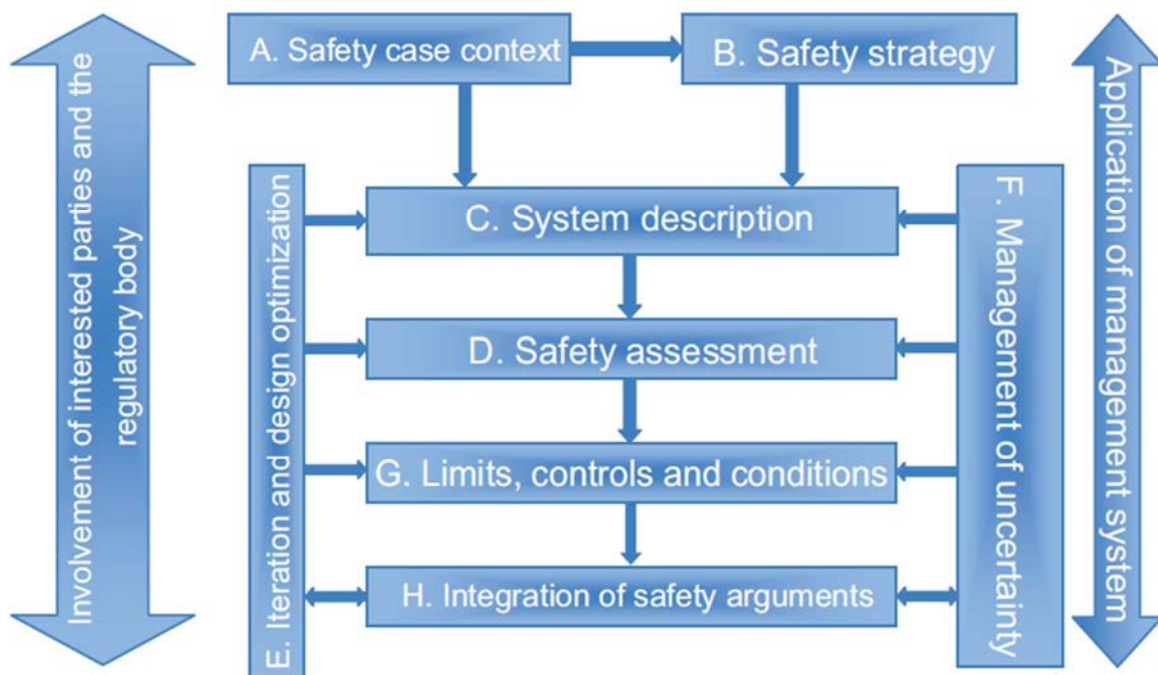 A. Safety case context
B. Safety strategy
Involvement of interested parties and the
regulatory body
E. Iteration and design optimization
C. System description
D. Safety assessment
G. Limits, controls and conditions
H. Integration of safety arguments
F. Management of uncertainty
Application of management system